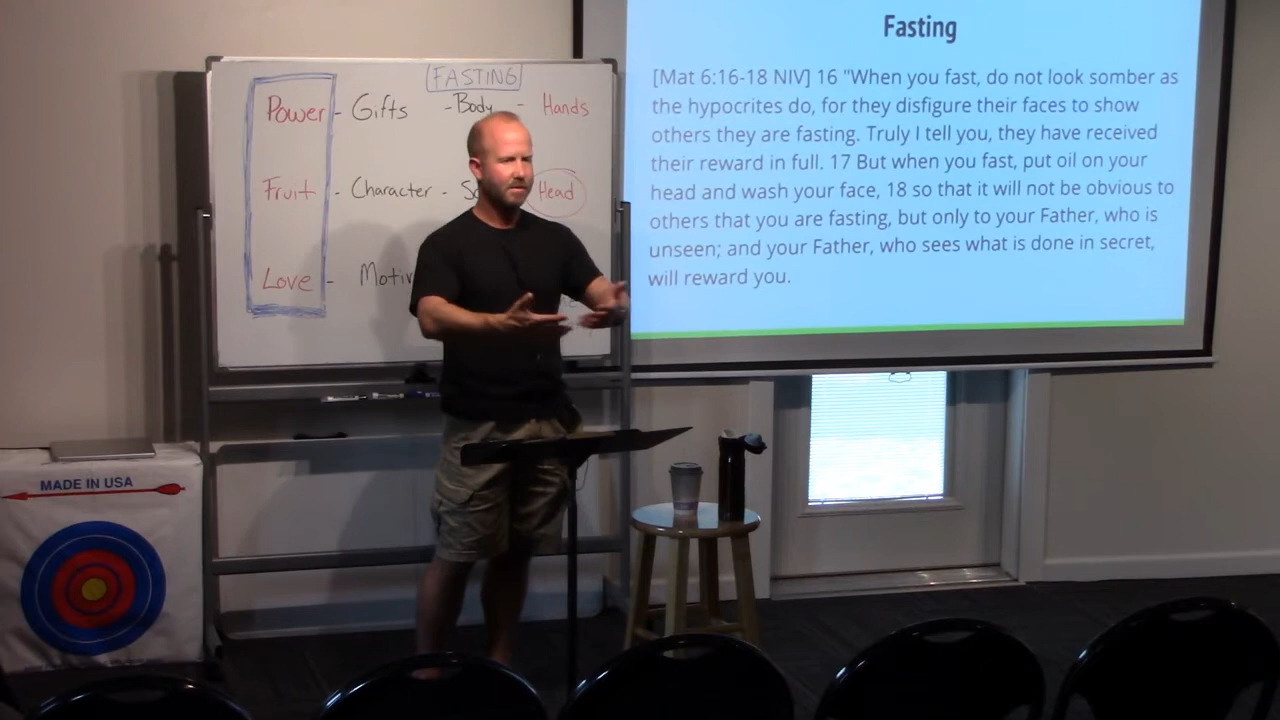 FASTING
Power - Gifts - Body - Hands
Fruit - Character - Head
Love -
MADE IN USA
Fasting
[Mat 6:16-18 NIV] 16 "When you fast, do not look somber as
the hypocrites do, for they disfigure their faces to show
others they are fasting. Truly I tell you, they have received
their reward in full. 17 But when you fast, put oil on your
head and wash your face, 18 so that it will not be obvious to
others that you are fasting, but only to your Father, who is
unseen; and your Father, who sees what is done in secret,
will reward you.